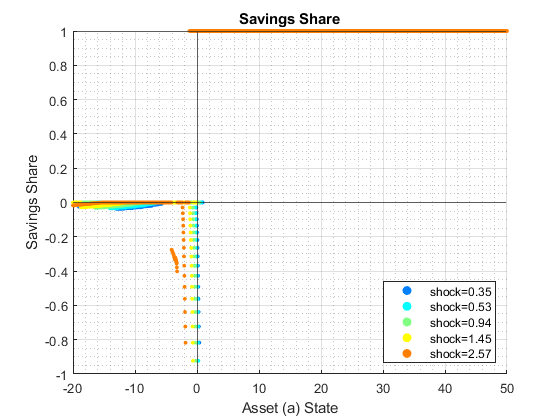 Savings Share
1
0.8
0.6
0.4
0.2
0
-0.2
-0.4
-0.6
-0.8
-1
Savings Share
shock=0.35
shock=0.53
shock=0.94
shock=1.45
shock=2.57
-20 -10 0 10 20 30 40 50
Asset (a) State